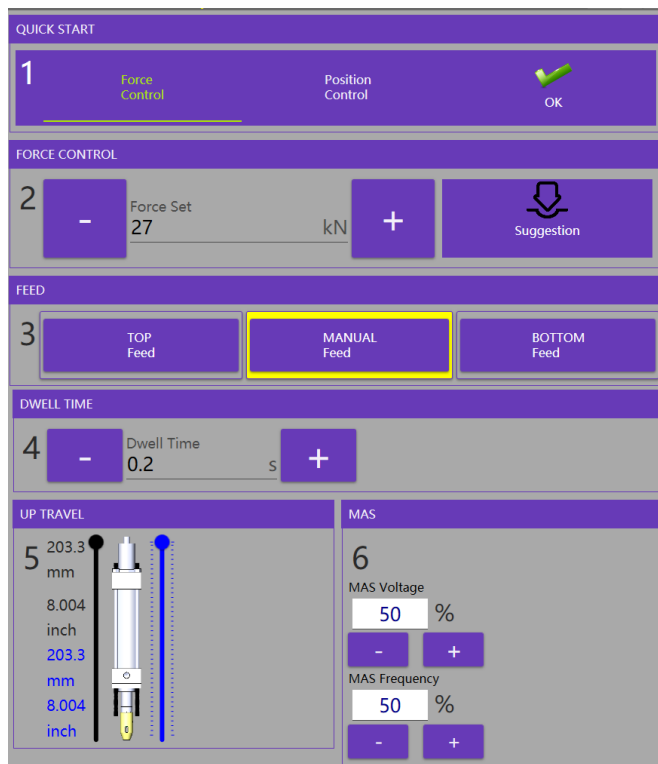 QUICK START
1
Force
Control
Position
Control
OK
FORCE CONTROL
2
-
Force Set
27
kN
+
Suggestion
FEED
3
TOP
Feed
MANUAL
Feed
BOTTOM
Feed
DWELL TIME
4
-
Dwell Time
0.2
s
+
UP TRAVEL
5
203.3
mm
8.004
inch
203.3
mm
8.004
inch
MAS
6
MAS Voltage
50 %
- +
MAS Frequency
50 %
- +